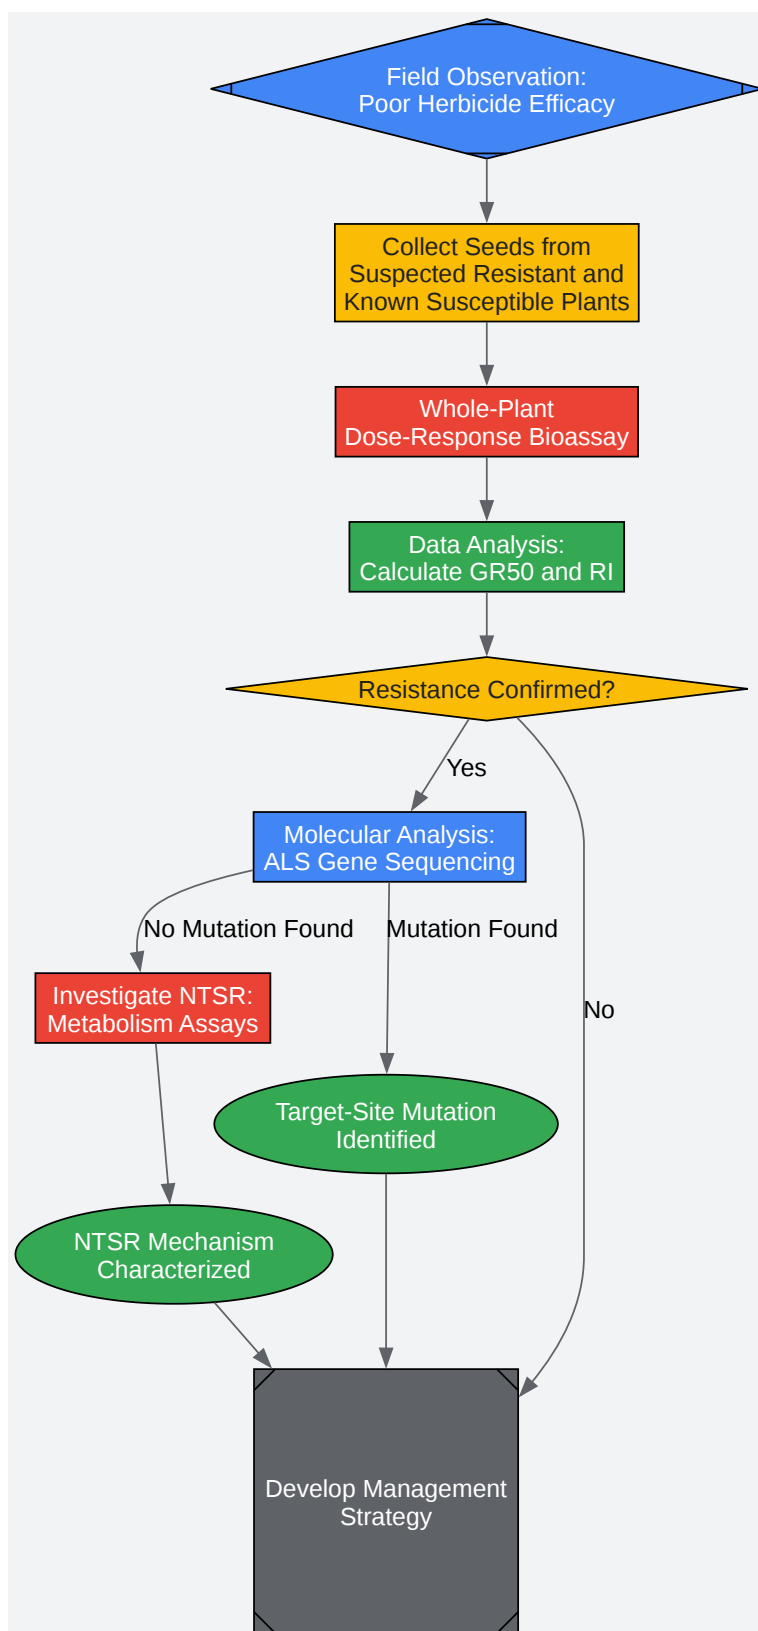 Field Observation:
Poor Herbicide Efficacy
Collect Seeds from
Suspected Resistant and
Known Susceptible Plants
Whole-Plant
Dose-Response Bioassay
Data Analysis:
Calculate GR50 and RI
Resistance Confirmed?
Yes
Molecular Analysis:
ALS Gene Sequencing
No Mutation Found
Mutation Found
Investigate NTSR:
Metabolism Assays
No
Target-Site Mutation
Identified
NTSR Mechanism
Characterized
Develop Management
Strategy